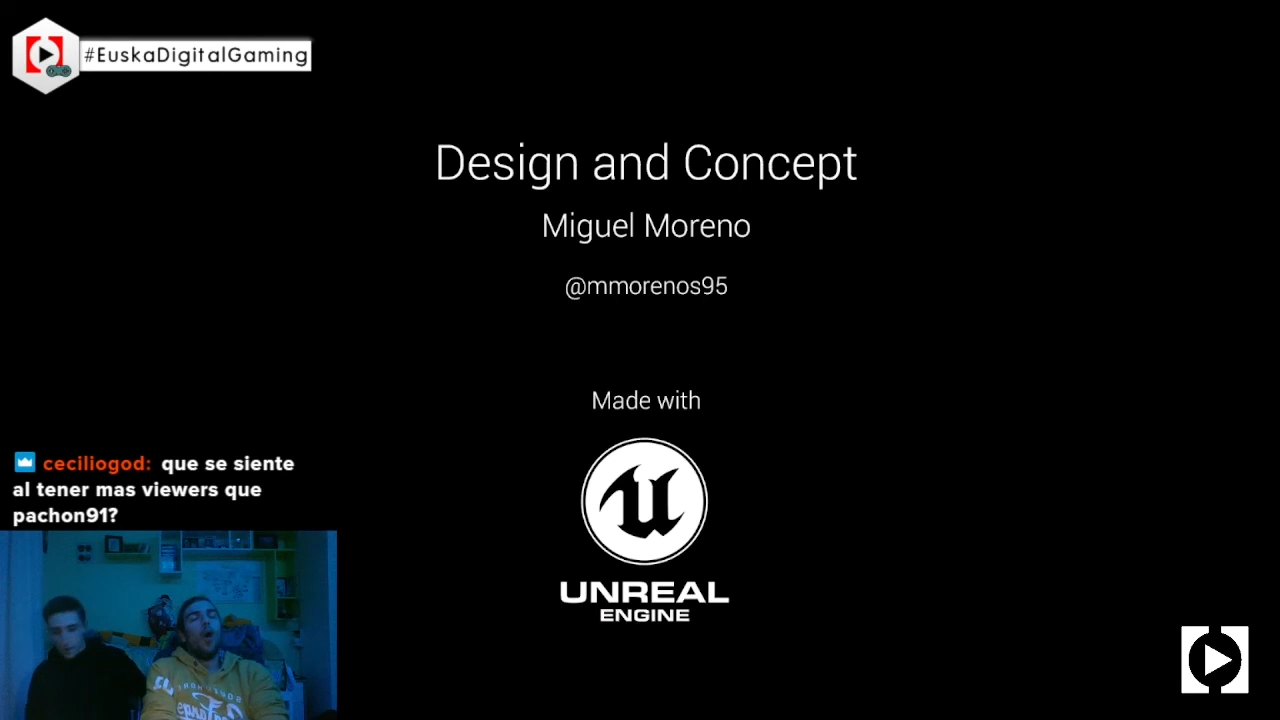 #EuskaDigitalGaming
Design and Concept
Miguel Moreno
@mmorenos95
Made with
UNREAL
ENGINE
ceciliogod: que se siente
al tener mas viewers que
pachon91?